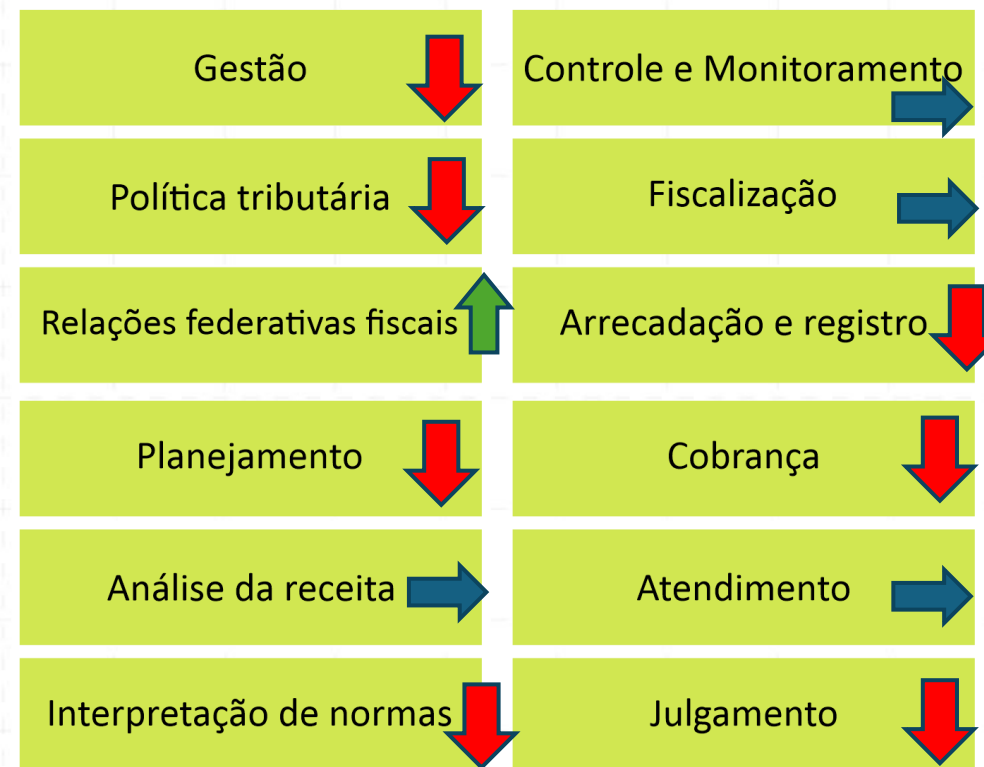 Gestão
Controle e Monitoramento
Política tributária
Fiscalização
Relações federativas fiscais
Arrecadação e registro
Planejamento
Cobrança
Análise da receita
Atendimento
Interpretação de normas
Julgamento